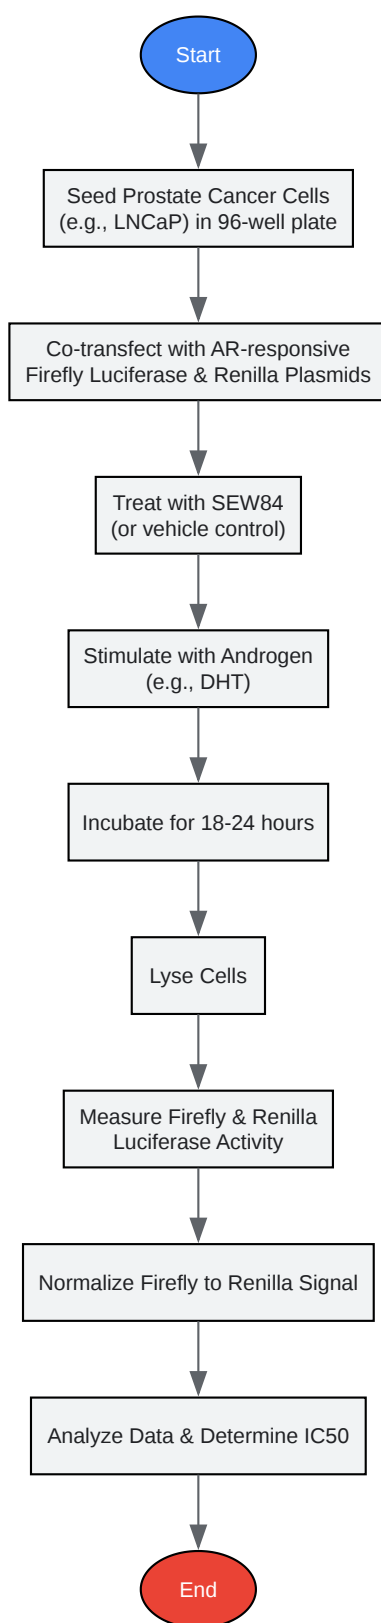 Start
Seed Prostate Cancer Cells
(e.g., LNCaP) in 96-well plate
Co-transfect with AR-responsive
Firefly Luciferase & Renilla Plasmids
Treat with SEW84
(or vehicle control)
Stimulate with Androgen
(e.g., DHT)
Incubate for 18-24 hours
Lyse Cells
Measure Firefly & Renilla
Luciferase Activity
Normalize Firefly to Renilla Signal
Analyze Data & Determine IC50
End